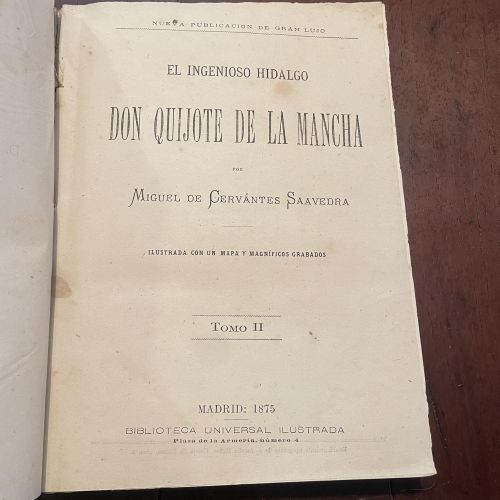 NUEVA PUBLICACION DE GRAN LUJO
EL INGENIOSO HIDALGO
DON QUIJOTE DE LA MANCHA
POR
MIGUEL DE CERVÁNTES SAAVEDRA
ILUSTRADA CON UN MAPA Y MAGNÍFICOS GRABADOS
TOMO II
MADRID: 1875
BIBLIOTECA UNIVERSAL ILUSTRADA
Plaza de la Armería, número 4